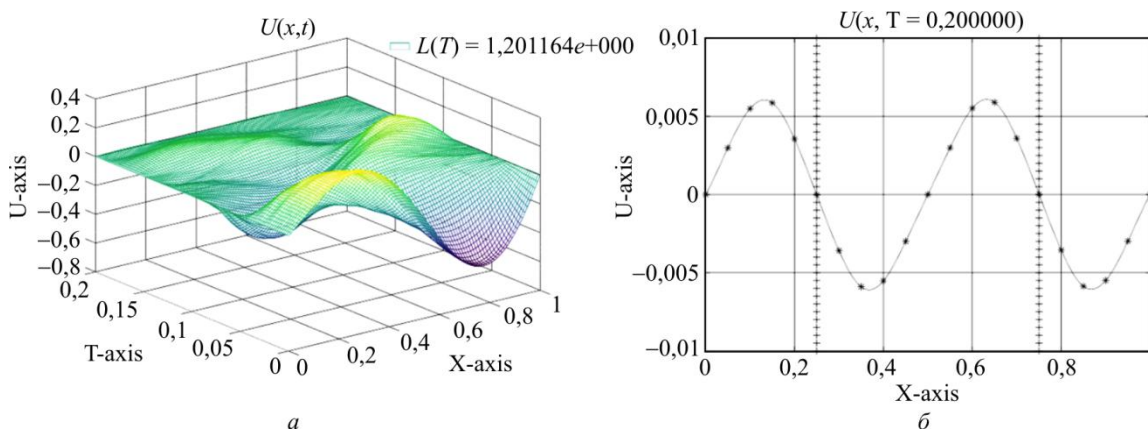 U(x,t)
L(T) = 1,201164e+000
0,4
0,2
0
–0,2
–0,4
–0,6
–0,8
U-axis
0,2
0,15
0,1
0,05
0
T-axis
0
0,2
0,4
0,6
0,8
1
X-axis
а
U(x, T = 0,200000)
0,01
0,005
0
–0,005
–0,01
U-axis
0
0,2
0,4
0,6
0,8
X-axis
б